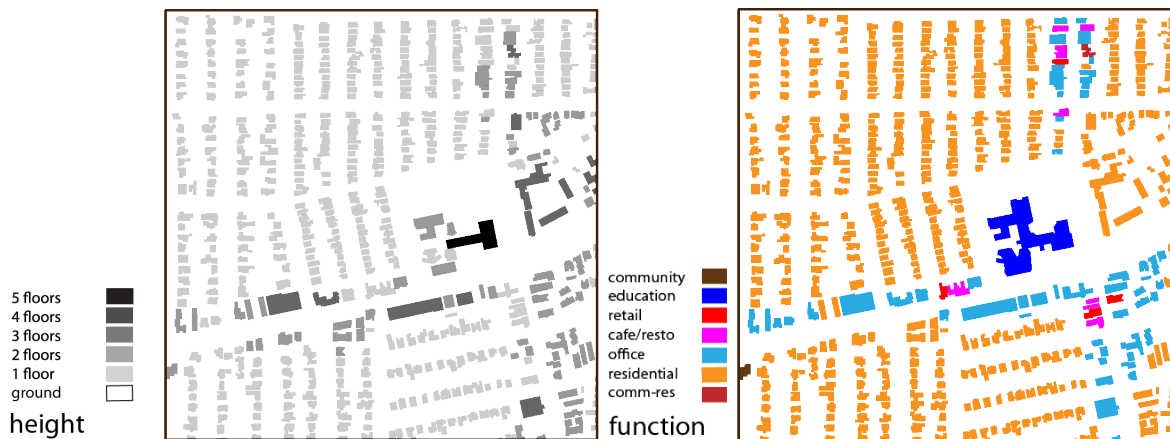 5 floors
4 floors
3 floors
2 floors
1 floor
ground
height
community
education
retail
cafe/resto
office
residential
comm-res
function